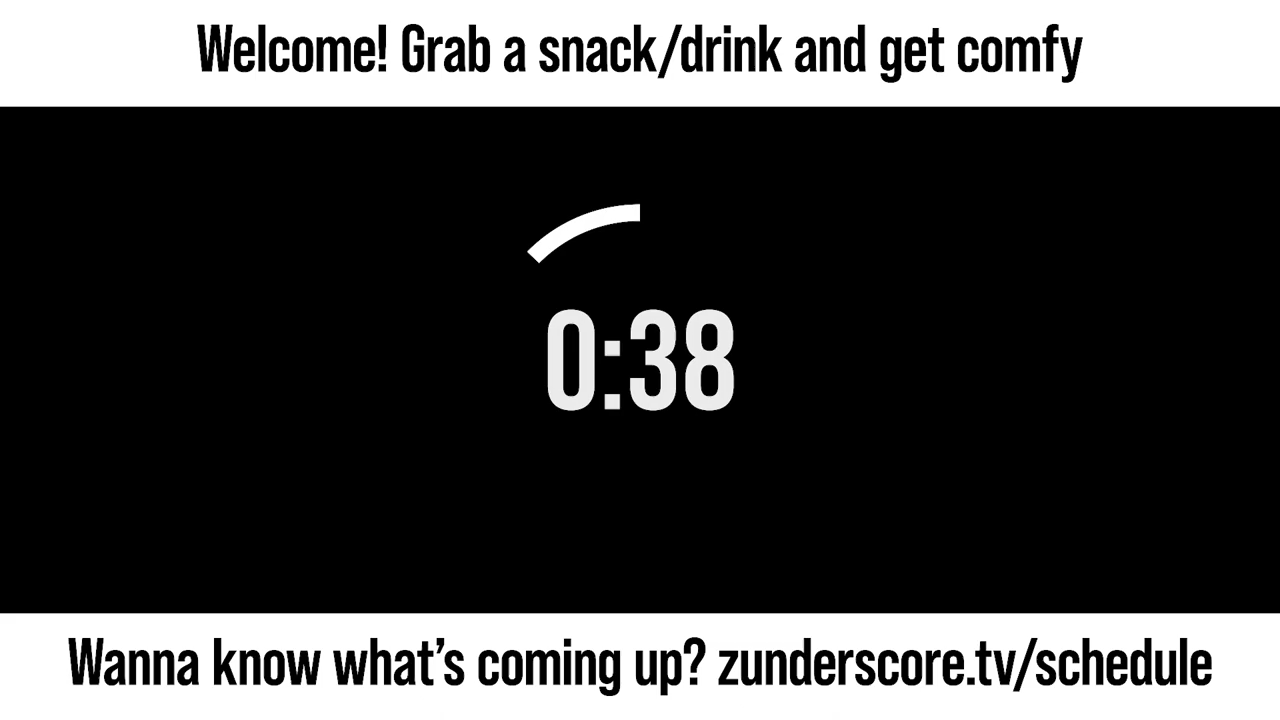 Welcome! Grab a snack/drink and get comfy
0:38
Wanna know what's coming up? zunderscore.tv/schedule